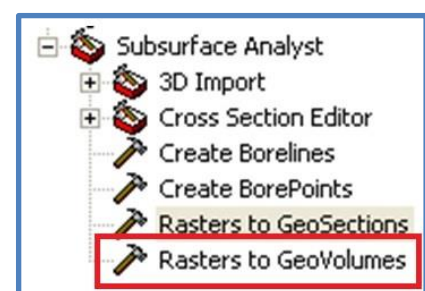 Subsurface Analyst
3D Import
Cross Section Editor
Create Borelines
Create BorePoints
Rasters to GeoSections
Rasters to GeoVolumes